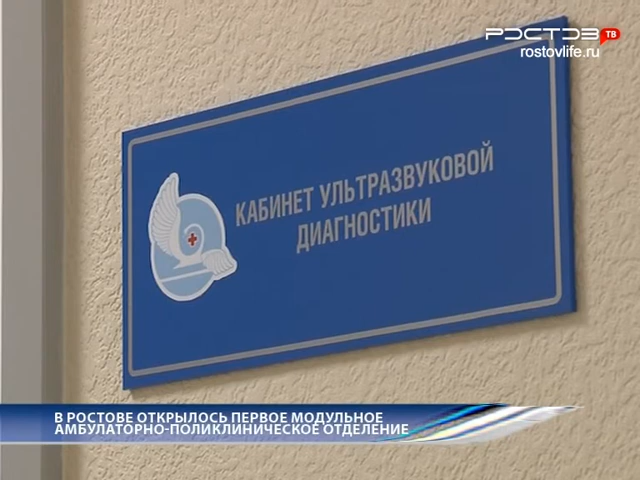 РОСТОВ ТВ
rostovlife.ru
КАБИНЕТ УЛЬТРАЗВУКОВОЙ
ДИАГНОСТИКИ
В РОСТОВЕ ОТКРЫЛОСЬ ПЕРВОЕ МОДУЛЬНОЕ
АМБУЛАТОРНО-ПОЛИКЛИНИЧЕСКОЕ ОТДЕЛЕНИЕ